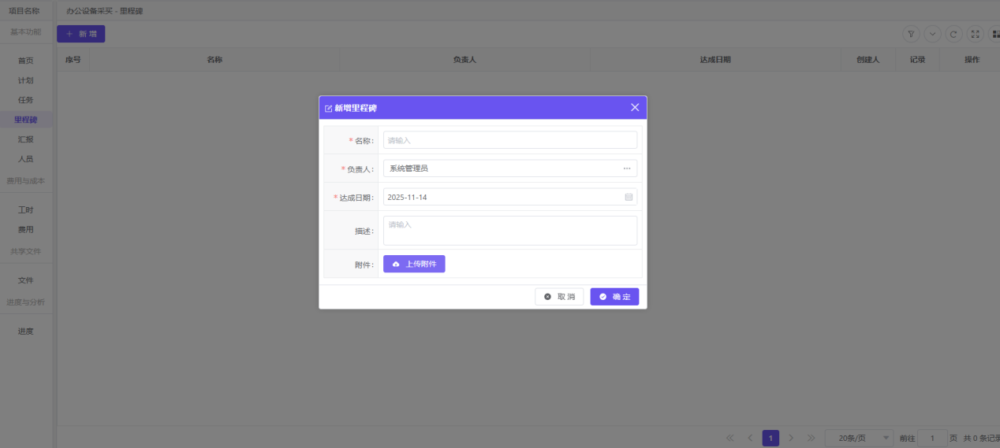 项目名称
办公设备采买 - 里程碑
基本功能
新 增
首页
计划
任务
里程碑
汇报
人员
费用与成本
工时
费用
共享文件
文件
进度与分析
进度
序号 名称 负责人 达成日期 创建人 记录 操作
新增里程碑
* 名称: 请输入
* 负责人: 系统管理员 ...
* 达成日期: 2025-11-14
描述: 请输入
附件: 上传附件
取 消 确 定
1 20条/页 前往 1 页 共 0 条记录